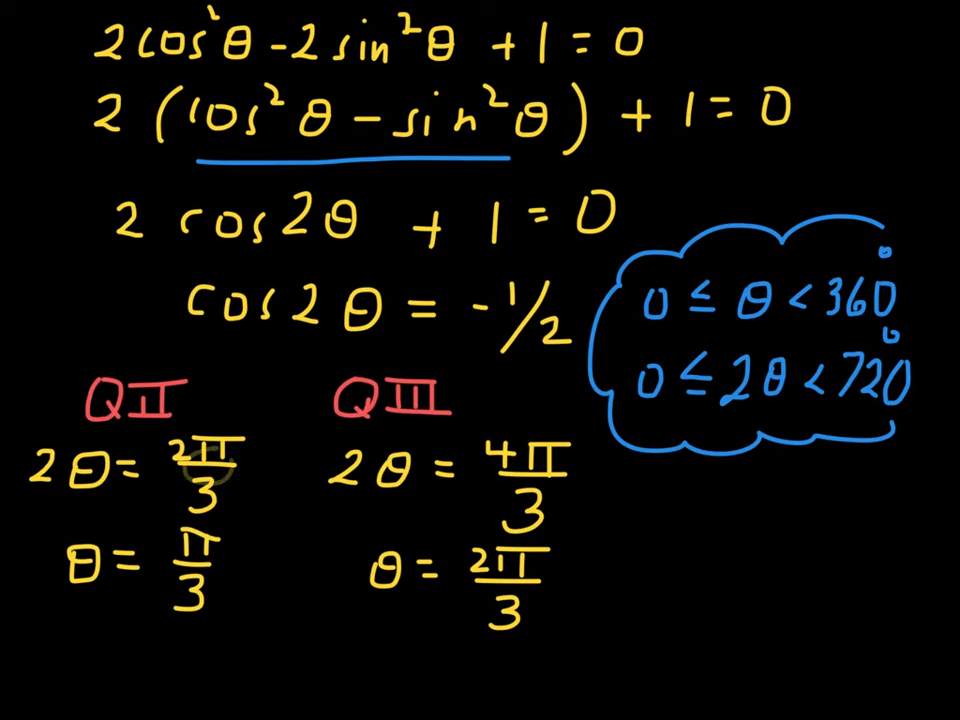 2cos²θ - 2sin²θ + 1 = 0
2 (cos²θ - sin²θ) + 1 = 0
2 cos2θ + 1 = 0
cos2θ = -1/2
0 ≤ θ < 360°
0 ≤ 2θ < 720°
QII QIII
2θ = 2π/3 2θ = 4π/3
θ = π/3 θ = 2π/3